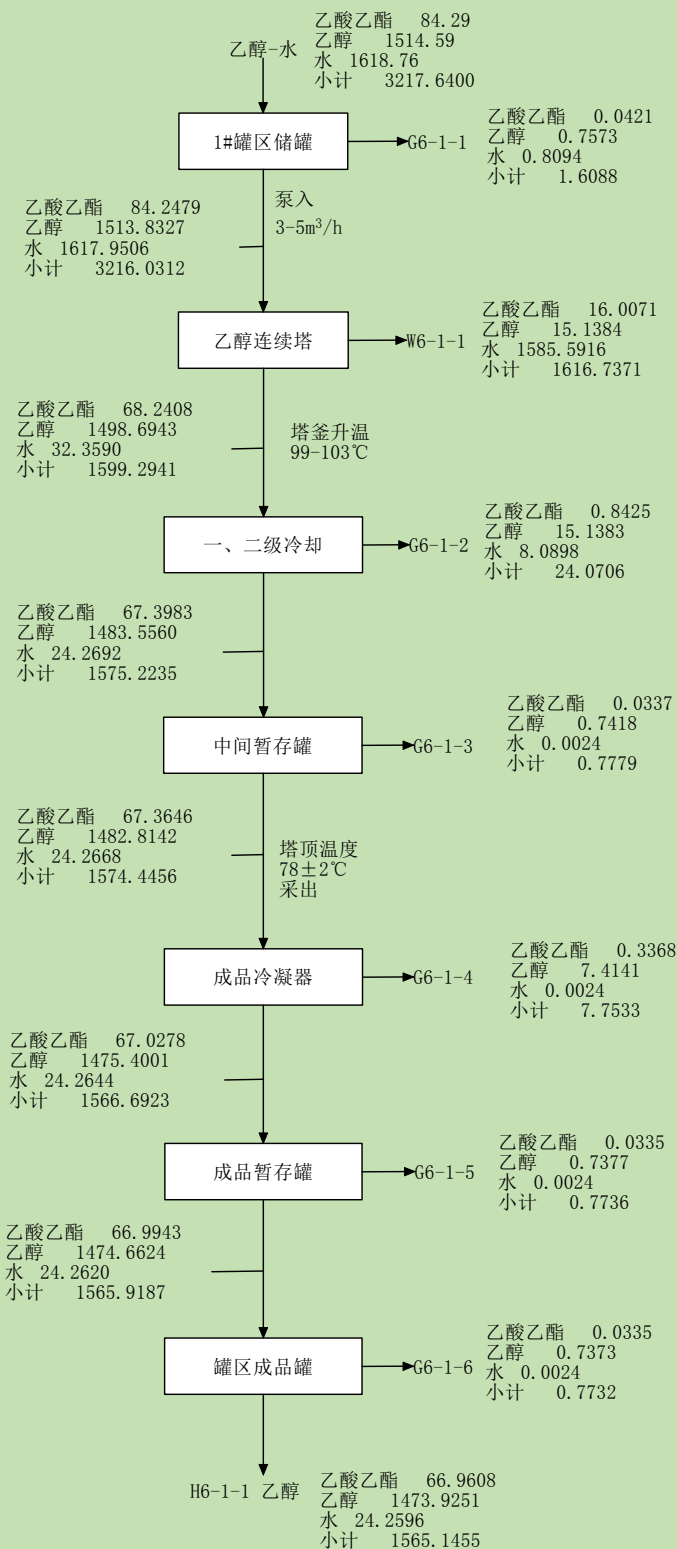 乙醇-水
乙酸乙酯 84.29
乙醇 1514.59
水 1618.76
小计 3217.6400
1#罐区储罐
G6-1-1
乙酸乙酯 0.0421
乙醇 0.7573
水 0.8094
小计 1.6088
乙酸乙酯 84.2479
乙醇 1513.8327
水 1617.9506
小计 3216.0312
泵入
3-5m³/h
乙醇连续塔
W6-1-1
乙酸乙酯 16.0071
乙醇 15.1384
水 1585.5916
小计 1616.7371
乙酸乙酯 68.2408
乙醇 1498.6943
水 32.3590
小计 1599.2941
塔釜升温
99-103℃
一、二级冷却
G6-1-2
乙酸乙酯 0.8425
乙醇 15.1383
水 8.0898
小计 24.0706
乙酸乙酯 67.3983
乙醇 1483.5560
水 24.2692
小计 1575.2235
中间暂存罐
G6-1-3
乙酸乙酯 0.0337
乙醇 0.7418
水 0.0024
小计 0.7779
乙酸乙酯 67.3646
乙醇 1482.8142
水 24.2668
小计 1574.4456
塔顶温度
78±2℃
采出
成品冷凝器
G6-1-4
乙酸乙酯 0.3368
乙醇 7.4141
水 0.0024
小计 7.7533
乙酸乙酯 67.0278
乙醇 1475.4001
水 24.2644
小计 1566.6923
成品暂存罐
G6-1-5
乙酸乙酯 0.0335
乙醇 0.7377
水 0.0024
小计 0.7736
乙酸乙酯 66.9943
乙醇 1474.6624
水 24.2620
小计 1565.9187
罐区成品罐
G6-1-6
乙酸乙酯 0.0335
乙醇 0.7373
水 0.0024
小计 0.7732
H6-1-1 乙醇
乙酸乙酯 66.9608
乙醇 1473.9251
水 24.2596
小计 1565.1455